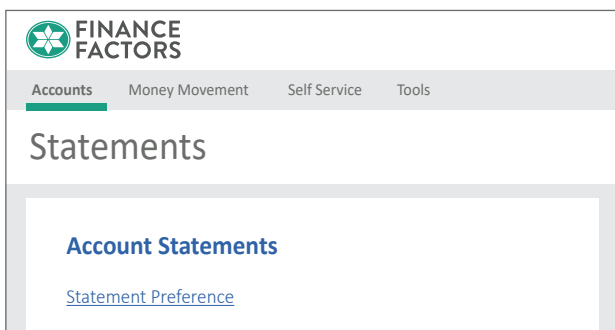 FINANCE
FACTORS
Accounts Money Movement Self Service Tools
Statements
Account Statements
Statement Preference